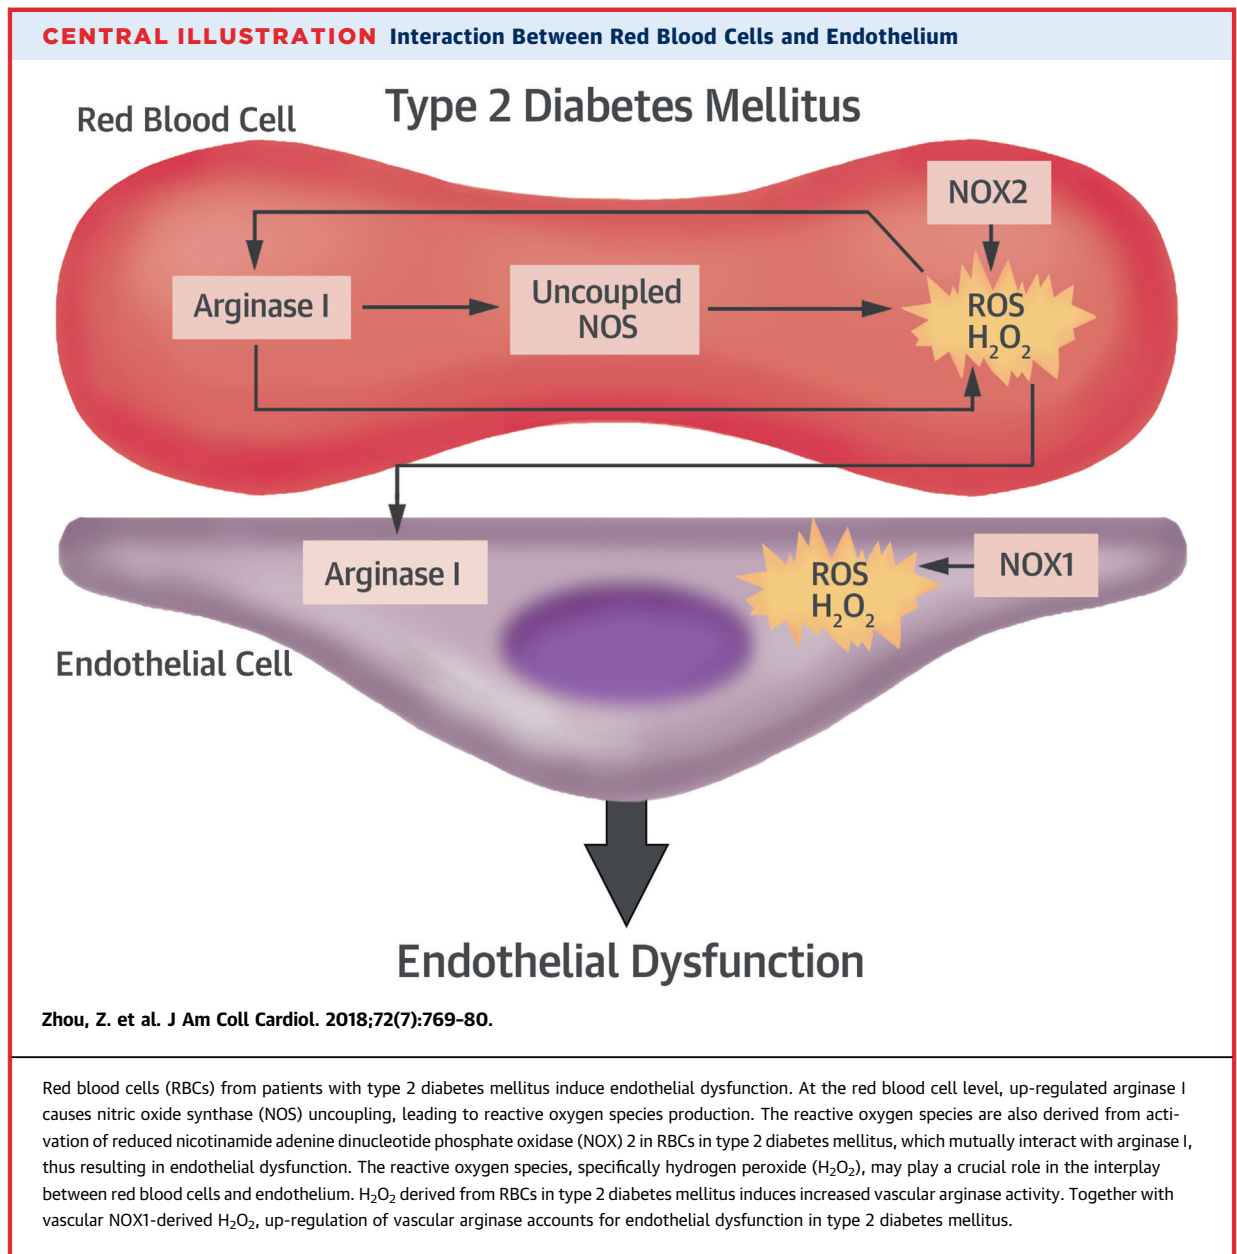 CENTRAL ILLUSTRATION Interaction Between Red Blood Cells and Endothelium
Type 2 Diabetes Mellitus
Red Blood Cell
NOX2
Arginase I
Uncoupled
NOS
ROS
H₂O₂
Arginase I
ROS
H₂O₂
NOX1
Endothelial Cell
Endothelial Dysfunction
Zhou, Z. et al. J Am Coll Cardiol. 2018;72(7):769–80.
Red blood cells (RBCs) from patients with type 2 diabetes mellitus induce endothelial dysfunction. At the red blood cell level, up-regulated arginase I
causes nitric oxide synthase (NOS) uncoupling, leading to reactive oxygen species production. The reactive oxygen species are also derived from acti-
vation of reduced nicotinamide adenine dinucleotide phosphate oxidase (NOX) 2 in RBCs in type 2 diabetes mellitus, which mutually interact with arginase I,
thus resulting in endothelial dysfunction. The reactive oxygen species, specifically hydrogen peroxide (H₂O₂), may play a crucial role in the interplay
between red blood cells and endothelium. H₂O₂ derived from RBCs in type 2 diabetes mellitus induces increased vascular arginase activity. Together with
vascular NOX1-derived H₂O₂, up-regulation of vascular arginase accounts for endothelial dysfunction in type 2 diabetes mellitus.